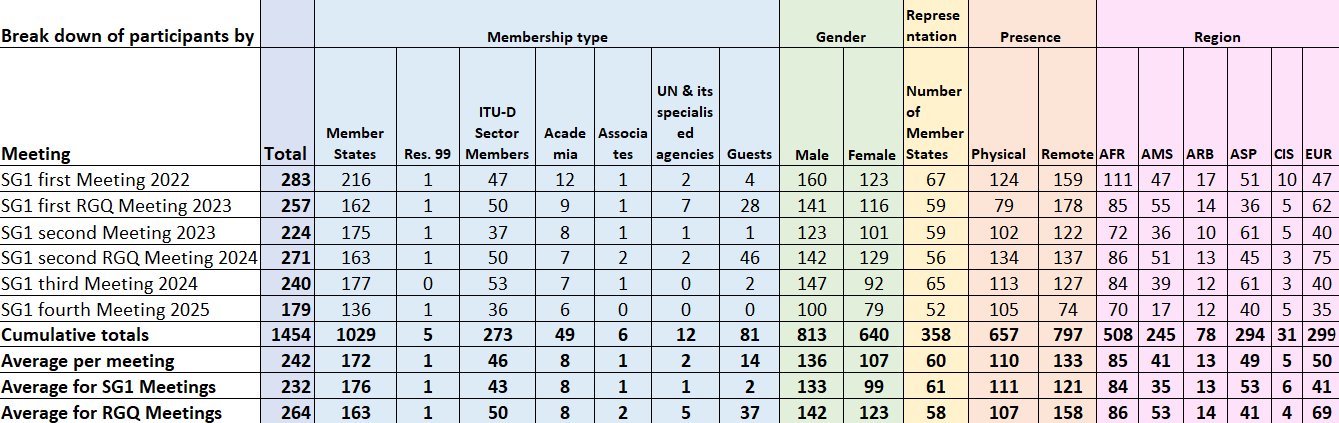 Break down of participants by Membership type Gender Represe ntation Presence Region
Meeting Total Member States Res. 99 ITU-D Sector Members Acade mia Associa tes UN & its specialis ed agencies Guests Male Female Number of Member States Physical Remote AFR AMS ARB ASP CIS EUR
SG1 first Meeting 2022 283 216 1 47 12 1 2 4 160 123 67 124 159 111 47 17 51 10 47
SG1 first RGQ Meeting 2023 257 162 1 50 9 1 7 28 141 116 59 79 178 85 55 14 36 5 62
SG1 second Meeting 2023 224 175 1 37 8 1 1 1 123 101 59 102 122 72 36 10 61 5 40
SG1 second RGQ Meeting 2024 271 163 1 50 7 2 2 46 142 129 56 134 137 86 51 13 45 3 75
SG1 third Meeting 2024 240 177 0 53 7 1 0 2 147 92 65 113 127 84 39 12 61 3 40
SG1 fourth Meeting 2025 179 136 1 36 6 0 0 0 100 79 52 105 74 70 17 12 40 5 35
Cumulative totals 1454 1029 5 273 49 6 12 81 813 640 358 657 797 508 245 78 294 31 299
Average per meeting 242 172 1 46 8 1 2 14 136 107 60 110 133 85 41 13 49 5 50
Average for SG1 Meetings 232 176 1 43 8 1 1 2 133 99 61 111 121 84 35 13 53 6 41
Average for RGQ Meetings 264 163 1 50 8 2 5 37 142 123 58 107 158 86 53 14 41 4 69